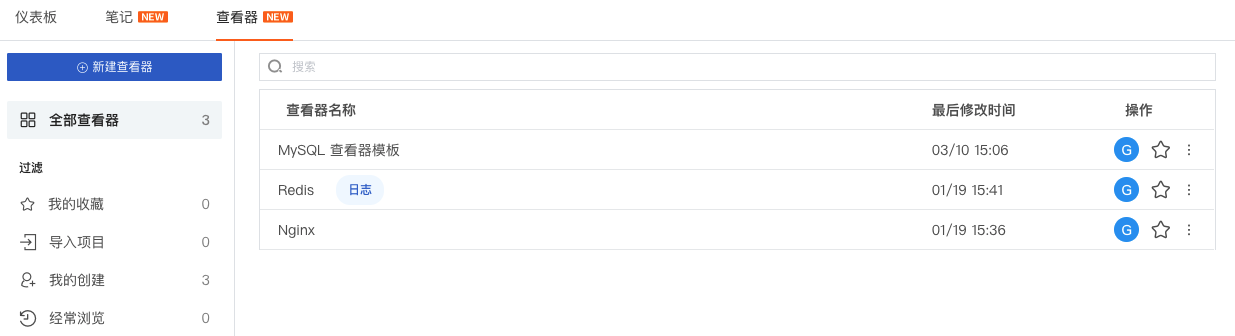 仪表板 笔记 NEW 查看器 NEW
新建查看器
搜索
全部查看器 3
过滤
我的收藏 0
导入项目 0
我的创建 3
经常浏览 0
查看器名称 最后修改时间 操作
MySQL 查看器模板 03/10 15:06 G
Redis 日志 01/19 15:41 G
Nginx 01/19 15:36 G